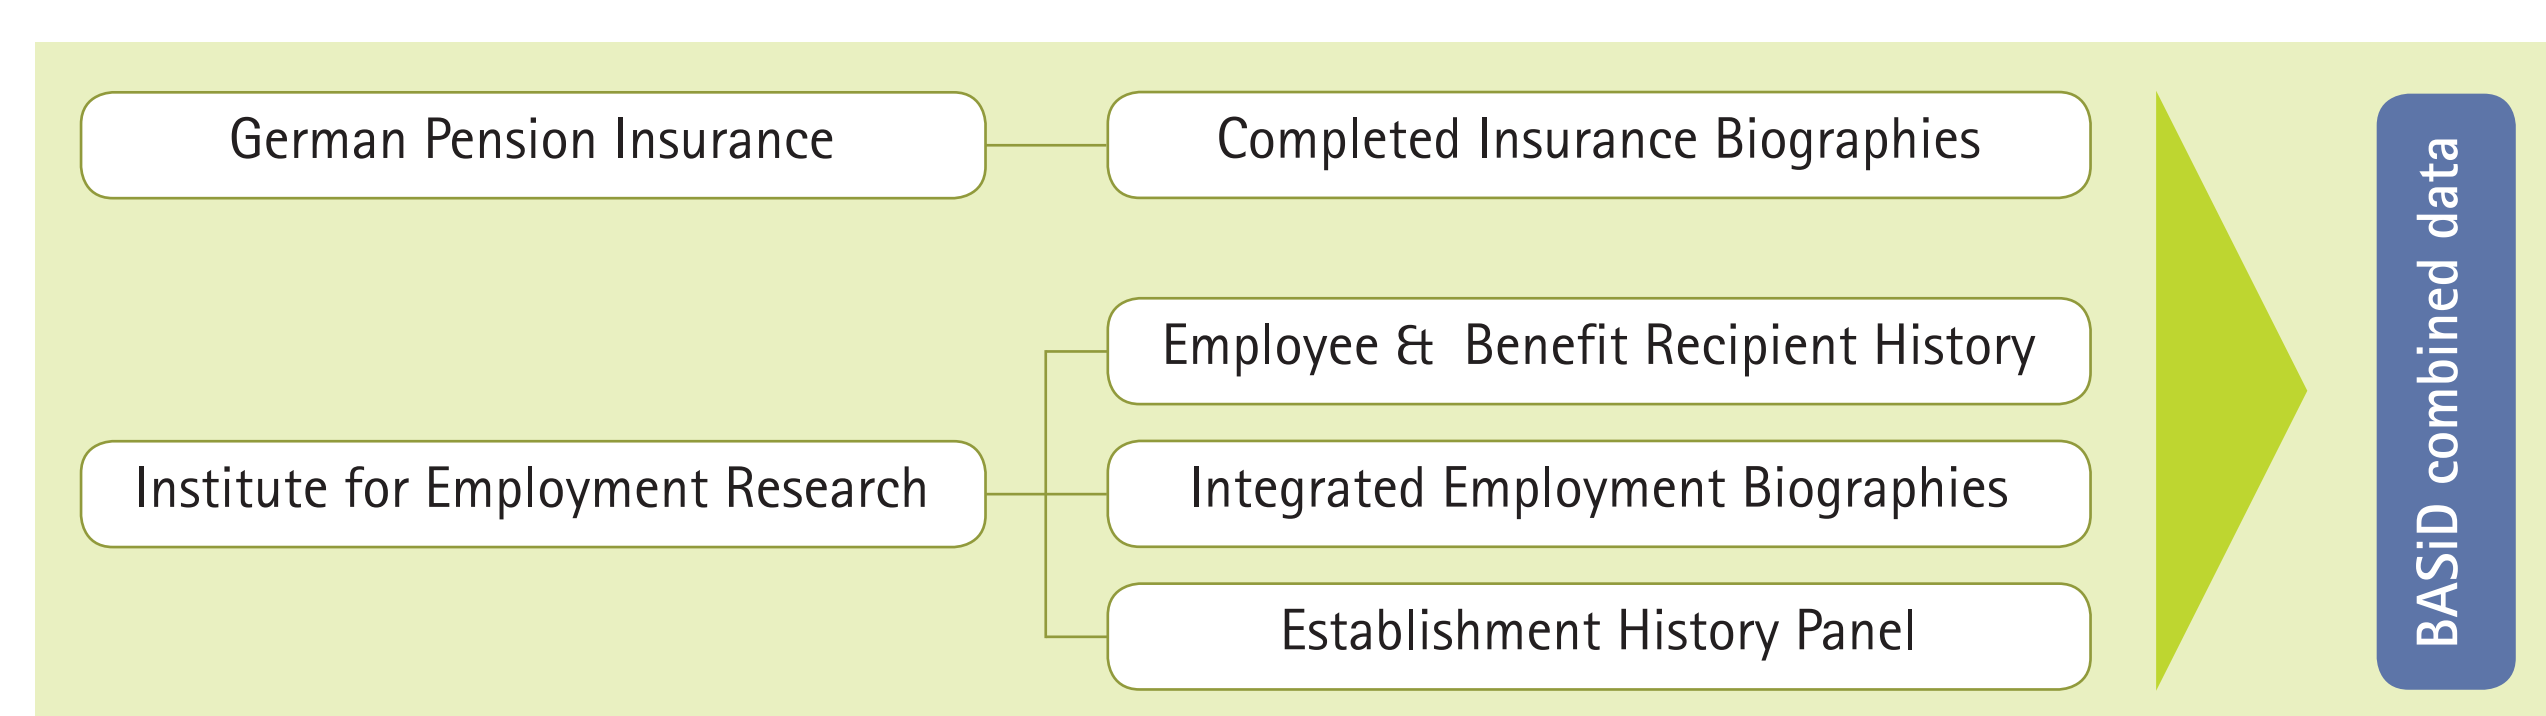 German Pension Insurance
Completed Insurance Biographies
Employee & Benefit Recipient History
Institute for Employment Research
Integrated Employment Biographies
Establishment History Panel
BASiD combined data